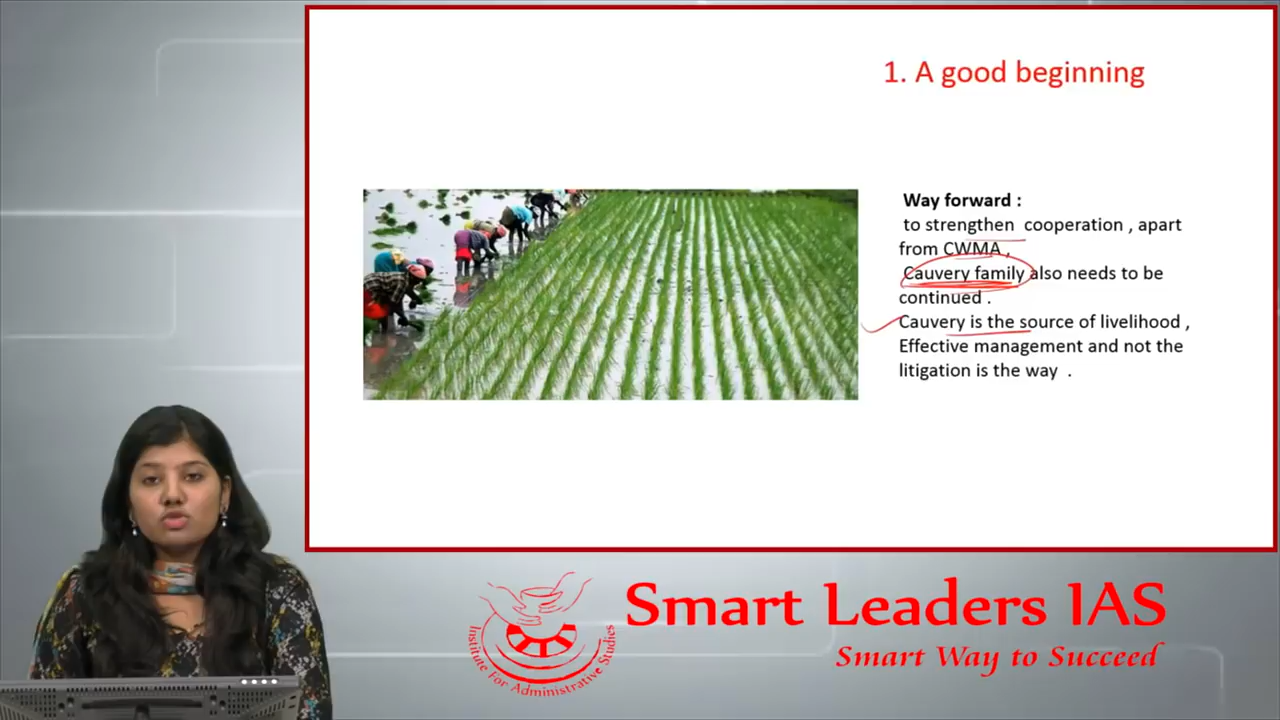 1. A good beginning
Way forward :
to strengthen cooperation , apart
from CWMA ,
Cauvery family also needs to be
continued .
Cauvery is the source of livelihood ,
Effective management and not the
litigation is the way .
Smart Leaders IAS
Smart Way to Succeed
Institute For Administrative Studies